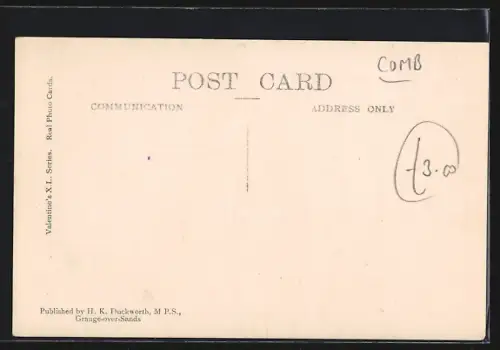 COMB
POST CARD
COMMUNICATION
ADDRESS ONLY
£3.00
Valentine's X L. Series. Real Photo Cards.
Published by H. K. Duckworth, M P.S.,
Grange-over-Sands